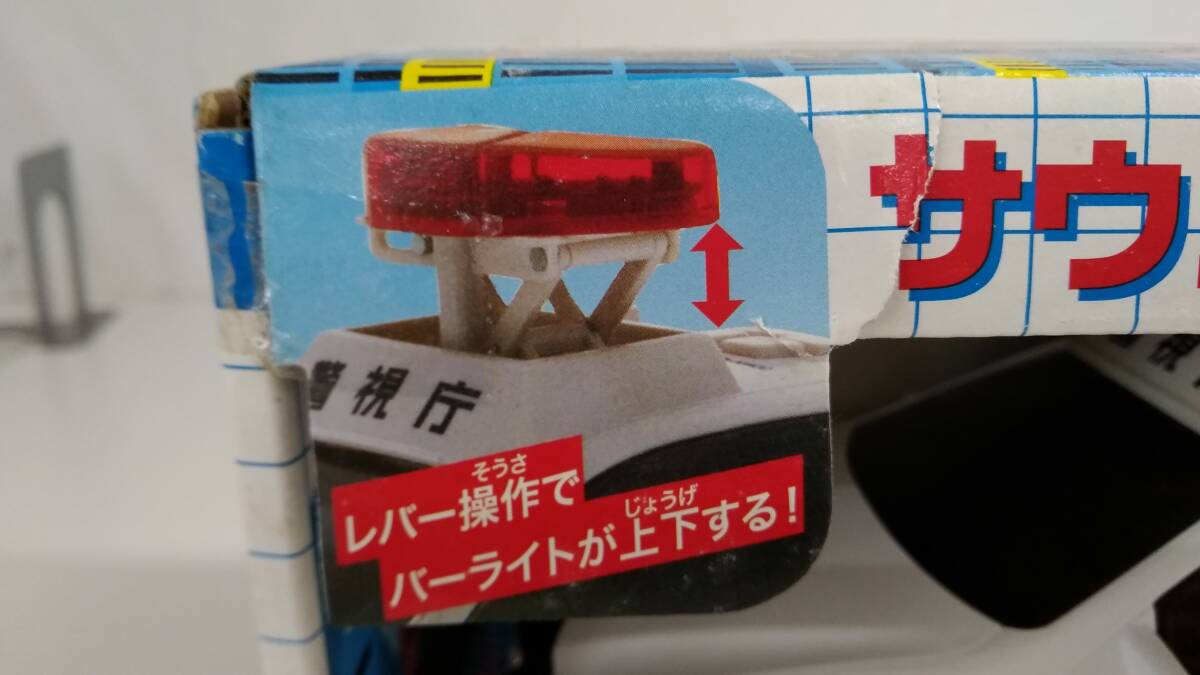 サウ
警視庁
そうさ
レバー操作で
じょうげ
バーライトが上下する!
視